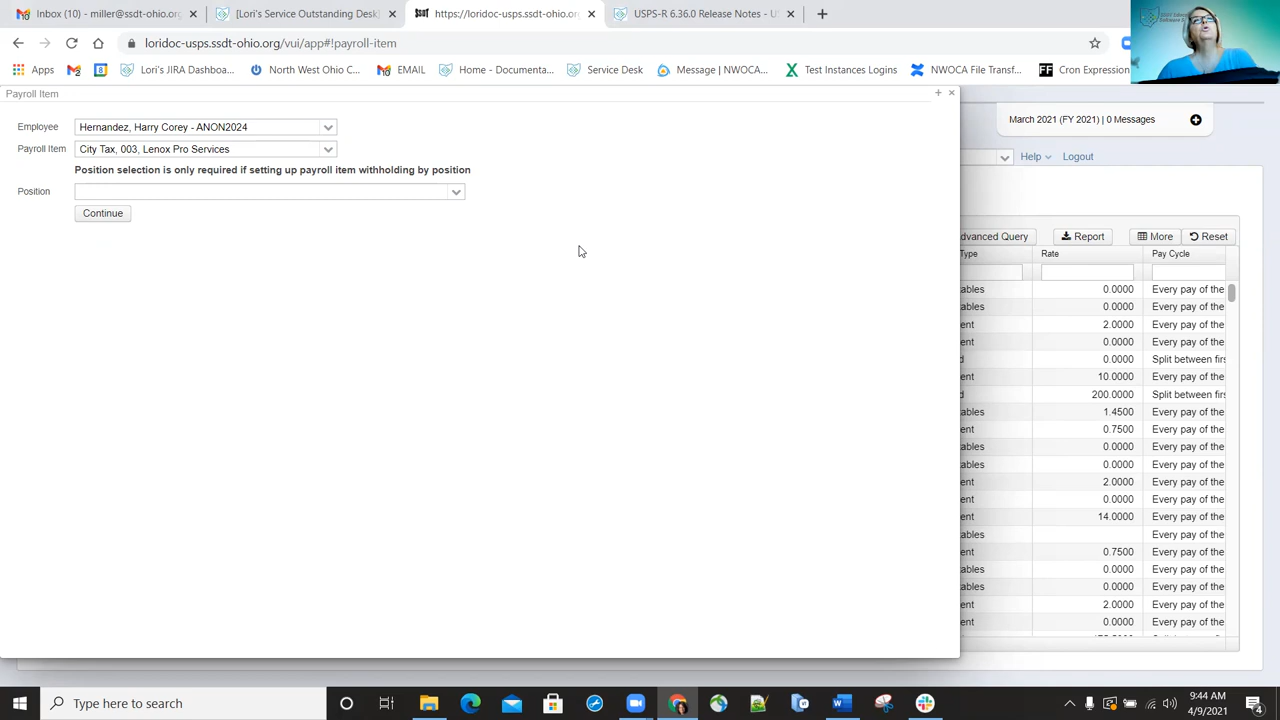 Inbox (10) - miller@ssdt-ohio.org
[Lori's Service Outstanding Desk]
https://loridoc-usps.ssdt-ohio.org/
USPS-R 6.36.0 Release Notes - U
loridoc-usps.ssdt-ohio.org/vui/app#!payroll-item
Apps
Lori's JIRA Dashboa...
North West Ohio C...
EMAIL
Home - Documenta...
Service Desk
Message | NWOCA...
Test Instances Logins
NWOCA File Transf...
FF Cron Expression
Payroll Item
March 2021 (FY 2021) | 0 Messages
Help
Logout
Employee
Hernandez, Harry Corey - ANON2024
Payroll Item
City Tax, 003, Lenox Pro Services
Position selection is only required if setting up payroll item withholding by position
Position
Continue
dvanced Query
Report
More
Reset
Type Rate Pay Cycle
ables 0.0000 Every pay of the
ables 0.0000 Every pay of the
ent 2.0000 Every pay of the
ent 0.0000 Every pay of the
d 0.0000 Split between firs
ent 10.0000 Every pay of the
d 200.0000 Split between firs
ables 1.4500 Every pay of the
ent 0.7500 Every pay of the
ables 0.0000 Every pay of the
ables 0.0000 Every pay of the
ent 2.0000 Every pay of the
ent 0.0000 Every pay of the
ent 14.0000 Every pay of the
ables Every pay of the
ent 0.7500 Every pay of the
ables 0.0000 Every pay of the
ables 0.0000 Every pay of the
ent 2.0000 Every pay of the
ent 0.0000 Every pay of the
Type here to search
9:44 AM
4/9/2021
4